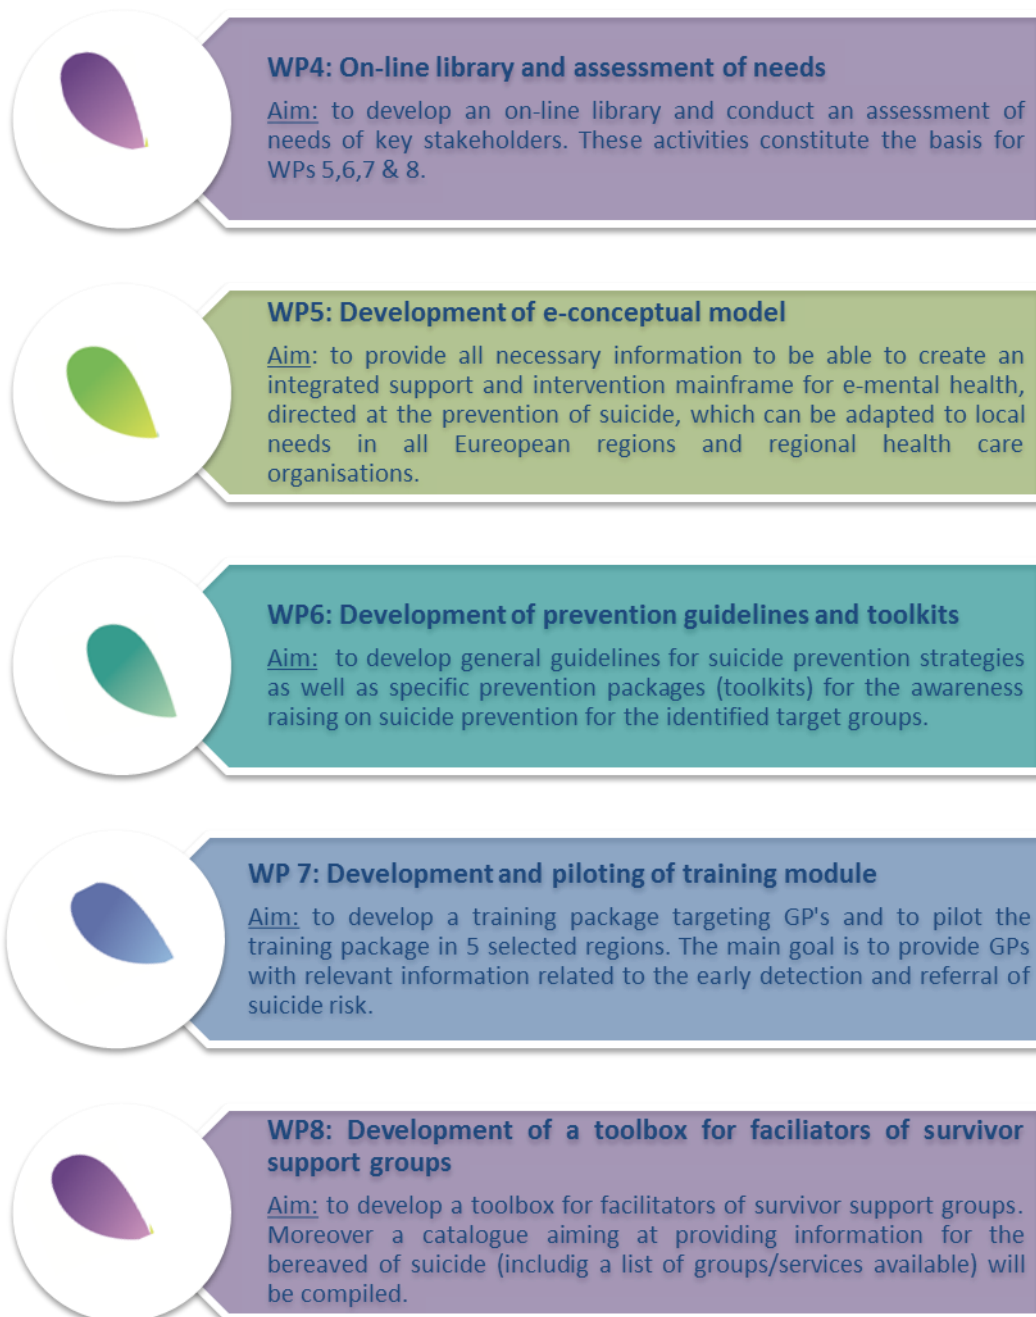 WP4: On-line library and assessment of needs
Aim: to develop an on-line library and conduct an assessment of
needs of key stakeholders. These activities constitute the basis for
WPs 5,6,7 & 8.
WP5: Development of e-conceptual model
Aim: to provide all necessary information to be able to create an
integrated support and intervention mainframe for e-mental health,
directed at the prevention of suicide, which can be adapted to local
needs in all Eureopean regions and regional health care
organisations.
WP6: Development of prevention guidelines and toolkits
Aim: to develop general guidelines for suicide prevention strategies
as well as specific prevention packages (toolkits) for the awareness
raising on suicide prevention for the identified target groups.
WP 7: Development and piloting of training module
Aim: to develop a training package targeting GP's and to pilot the
training package in 5 selected regions. The main goal is to provide GPs
with relevant information related to the early detection and referral of
suicide risk.
WP8: Development of a toolbox for faciliators of survivor
support groups
Aim: to develop a toolbox for facilitators of survivor support groups.
Moreover a catalogue aiming at providing information for the
bereaved of suicide (includig a list of groups/services available) will
be compiled.